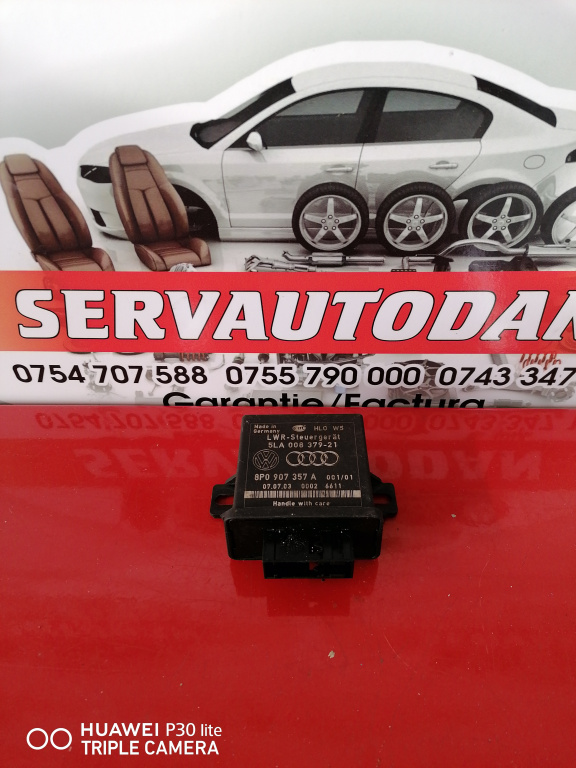 SERVAUTODAN
0754 707 588 0755 790 000 0743 347
Garantie/Factura
Made in
Germany
HLO W5
LWR-Steuergerät
5LA 008 379-21
8P0 907 357 A 001/01
07.07.03 0002 6611
Handle with care
HUAWEI P30 lite
TRIPLE CAMERA